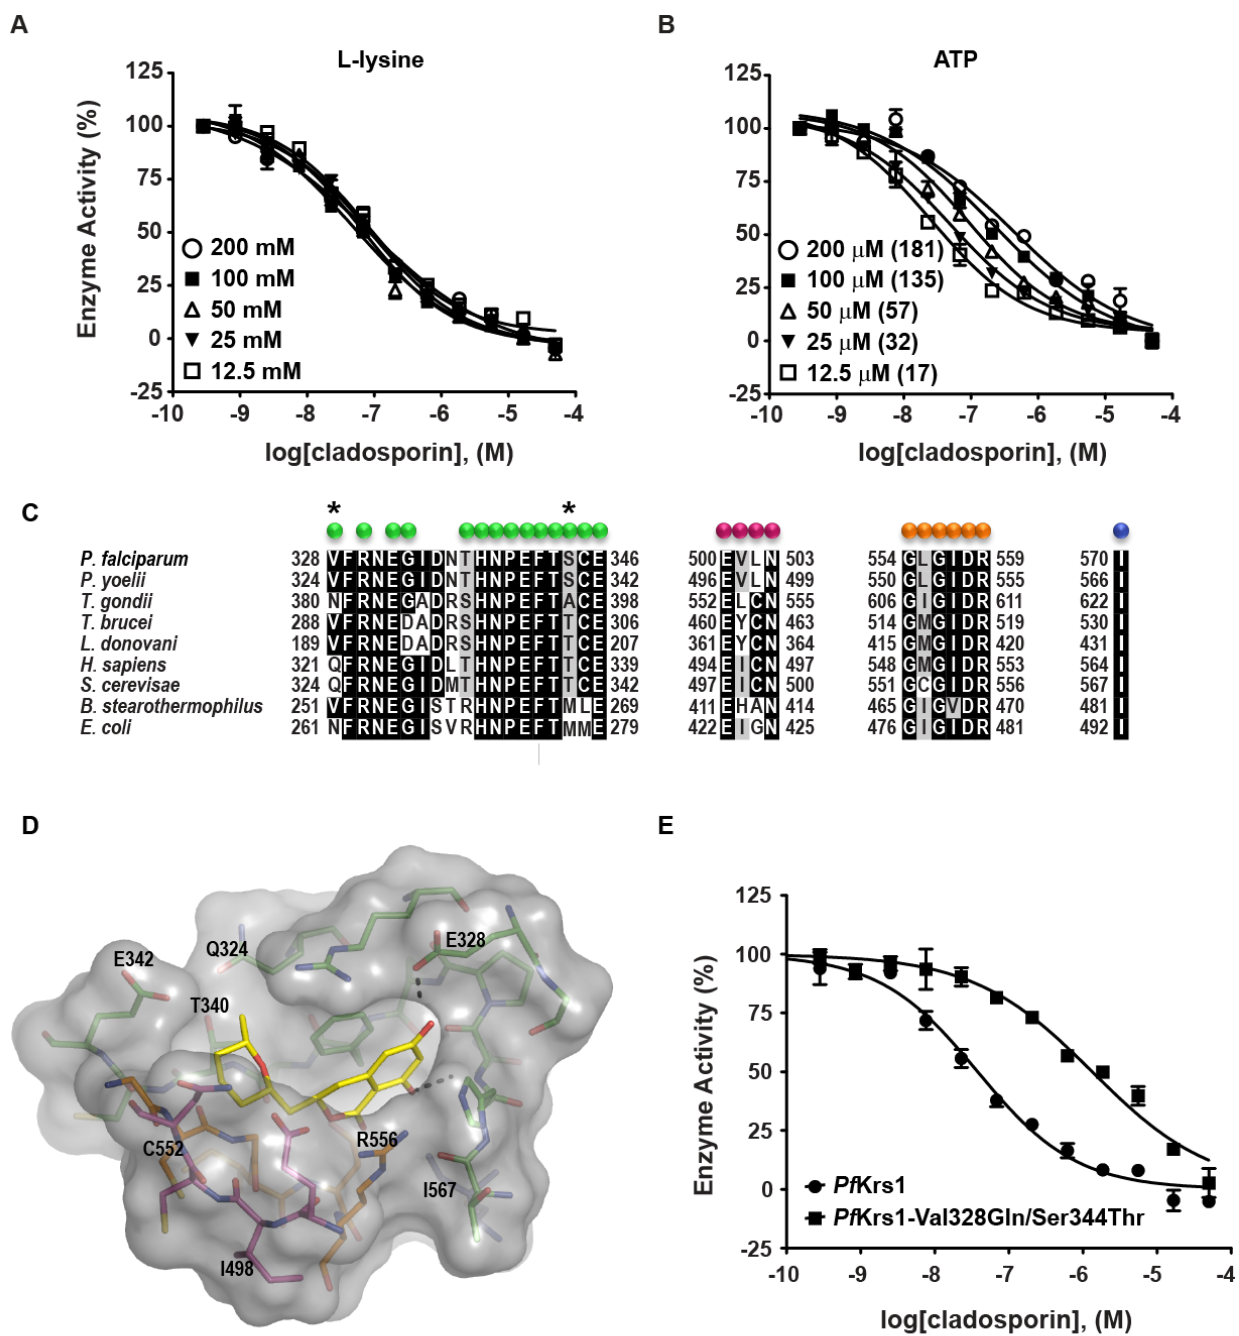 A
L-lysine
Enzyme Activity (%)
125
100
75
50
25
0
-25
200 mM
100 mM
50 mM
25 mM
12.5 mM
-10 -9 -8 -7 -6 -5 -4
log[cladosporin], (M)
B
ATP
125
100
75
50
25
0
-25
200 μM (181)
100 μM (135)
50 μM (57)
25 μM (32)
12.5 μM (17)
-10 -9 -8 -7 -6 -5 -4
log[cladosporin], (M)
C
* *
P. falciparum 328 VFRNEGIDNTHNPEFTSCE 346 500 EVLN 503 554 GLGIDR 559 570 I
P. yoelii 324 VFRNEGIDNTHNPEFTSCE 342 496 EVLN 499 550 GLGIDR 555 566 I
T. gondii 380 NFRNEGADRSHNPEFTACE 398 552 ELCN 555 606 GIGIDR 611 622 I
T. brucei 288 VFRNEDADRSHNPEFTTCE 306 460 EYCN 463 514 GMGIDR 519 530 I
L. donovani 189 VFRNEDADRSHNPEFTTCE 207 361 EYCN 364 415 GMGIDR 420 431 I
H. sapiens 321 QFRNEGIDLTHNPEFTTCE 339 494 EICN 497 548 GMGIDR 553 564 I
S. cerevisae 324 QFRNEGIDMTHNPEFTTCE 342 497 EICN 500 551 GCGIDR 556 567 I
B. stearothermophilus 251 VFRNEGISTRHNPEFTMLE 269 411 EHAN 414 465 GIGVDR 470 481 I
E. coli 261 NFRNEGISVRHNPEFTMME 279 422 EIGN 425 476 GIGIDR 481 492 I
D
E342
Q324
E328
T340
C552
R556
I567
I498
E
Enzyme Activity (%)
125
100
75
50
25
0
-25
PfKrs1
PfKrs1-Val328Gln/Ser344Thr
-10 -9 -8 -7 -6 -5 -4
log[cladosporin], (M)